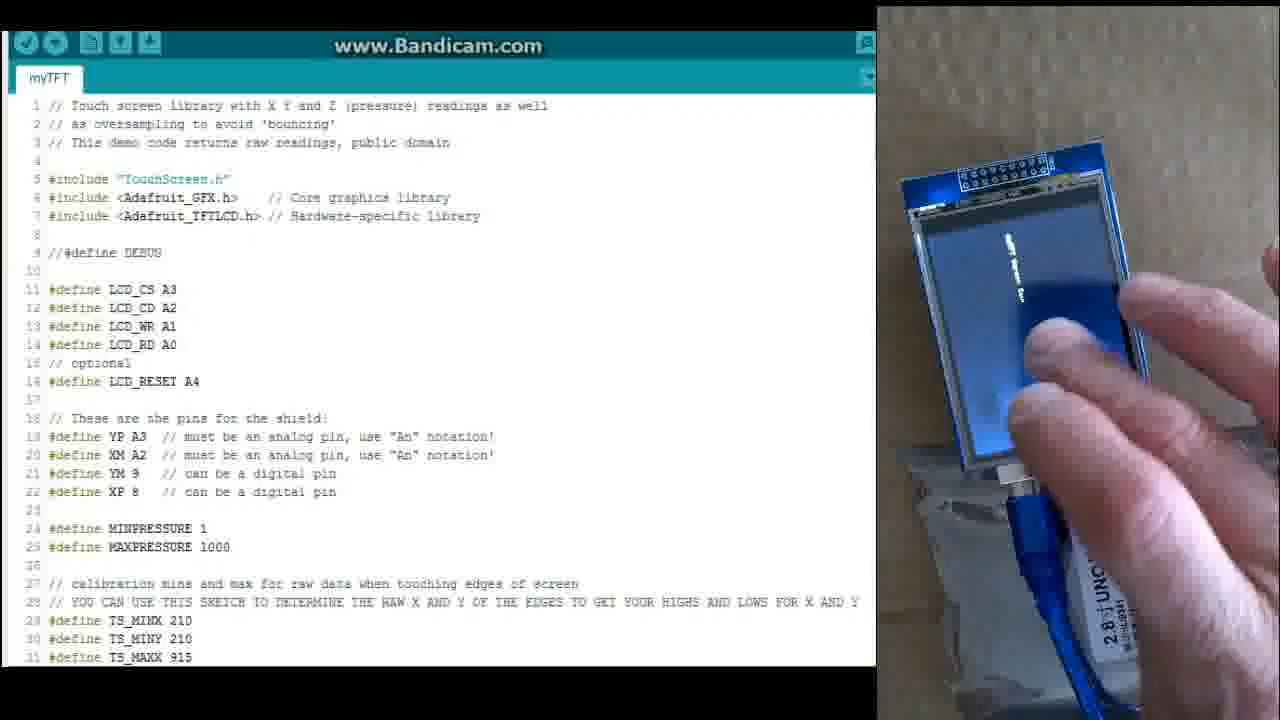 www.Bandicam.com
myTFT
1 // Touch screen library with X Y and Z (pressure) readings as well
2 // as oversampling to avoid 'bouncing'
3 // This demo code returns raw readings, public domain
4
5 #include "TouchScreen.h"
6 #include <Adafruit_GFX.h> // Core graphics library
7 #include <Adafruit_TFTLCD.h> // Hardware-specific library
8
9 //#define DEBUG
10
11 #define LCD_CS A3
12 #define LCD_CD A2
13 #define LCD_WR A1
14 #define LCD_RD A0
15 // optional
16 #define LCD_RESET A4
17
18 // These are the pins for the shield!
19 #define YP A3 // must be an analog pin, use "An" notation!
20 #define XM A2 // must be an analog pin, use "An" notation!
21 #define YM 9 // can be a digital pin
22 #define XP 8 // can be a digital pin
23
24 #define MINPRESSURE 1
25 #define MAXPRESSURE 1000
26
27 // calibration mins and max for raw data when touching edges of screen
28 // YOU CAN USE THIS SKETCH TO DETERMINE THE RAW X AND Y OF THE EDGES TO GET YOUR HIGHS AND LOWS FOR X AND Y
29 #define TS_MINX 210
30 #define TS_MINY 210
31 #define TS_MAXX 915
2.8